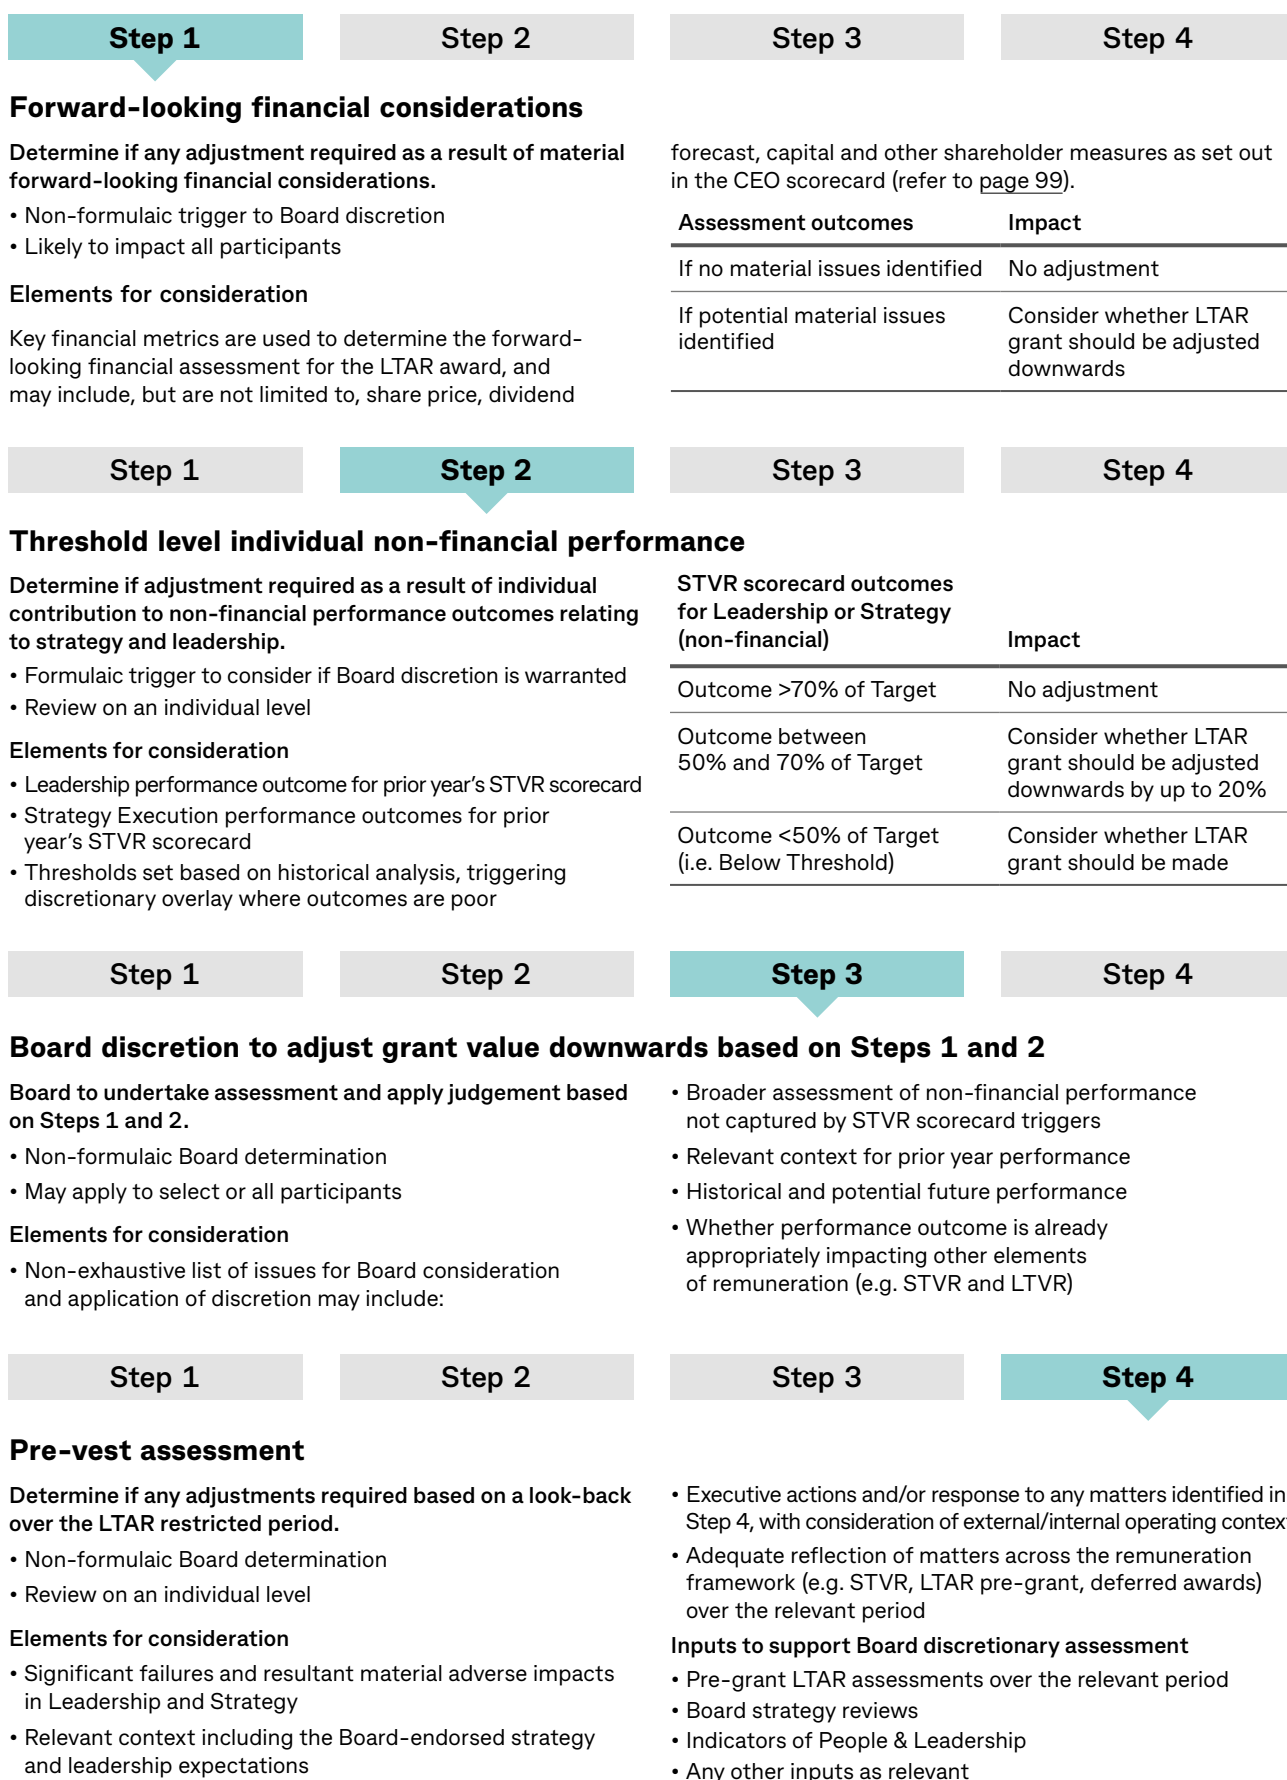 Step 1
Step 2
Step 3
Step 4
Forward-looking financial considerations
Determine if any adjustment required as a result of material
forward-looking financial considerations.
• Non-formulaic trigger to Board discretion
• Likely to impact all participants
Elements for consideration
Key financial metrics are used to determine the forward-
looking financial assessment for the LTAR award, and
may include, but are not limited to, share price, dividend
forecast, capital and other shareholder measures as set out
in the CEO scorecard (refer to page 99).
Assessment outcomes
Impact
If no material issues identified
No adjustment
If potential material issues
identified
Consider whether LTAR
grant should be adjusted
downwards
Step 1
Step 2
Step 3
Step 4
Threshold level individual non-financial performance
Determine if adjustment required as a result of individual
contribution to non-financial performance outcomes relating
to strategy and leadership.
• Formulaic trigger to consider if Board discretion is warranted
• Review on an individual level
Elements for consideration
• Leadership performance outcome for prior year's STVR scorecard
• Strategy Execution performance outcomes for prior
year's STVR scorecard
• Thresholds set based on historical analysis, triggering
discretionary overlay where outcomes are poor
STVR scorecard outcomes
for Leadership or Strategy
(non-financial)
Impact
Outcome >70% of Target
No adjustment
Outcome between
50% and 70% of Target
Consider whether LTAR
grant should be adjusted
downwards by up to 20%
Outcome <50% of Target
(i.e. Below Threshold)
Consider whether LTAR
grant should be made
Step 1
Step 2
Step 3
Step 4
Board discretion to adjust grant value downwards based on Steps 1 and 2
Board to undertake assessment and apply judgement based
on Steps 1 and 2.
• Non-formulaic Board determination
• May apply to select or all participants
Elements for consideration
• Non-exhaustive list of issues for Board consideration
and application of discretion may include:
• Broader assessment of non-financial performance
not captured by STVR scorecard triggers
• Relevant context for prior year performance
• Historical and potential future performance
• Whether performance outcome is already
appropriately impacting other elements
of remuneration (e.g. STVR and LTVR)
Step 1
Step 2
Step 3
Step 4
Pre-vest assessment
Determine if any adjustments required based on a look-back
over the LTAR restricted period.
• Non-formulaic Board determination
• Review on an individual level
Elements for consideration
• Significant failures and resultant material adverse impacts
in Leadership and Strategy
• Relevant context including the Board-endorsed strategy
and leadership expectations
• Executive actions and/or response to any matters identified in
Step 4, with consideration of external/internal operating context
• Adequate reflection of matters across the remuneration
framework (e.g. STVR, LTAR pre-grant, deferred awards)
over the relevant period
Inputs to support Board discretionary assessment
• Pre-grant LTAR assessments over the relevant period
• Board strategy reviews
• Indicators of People & Leadership
• Any other inputs as relevant